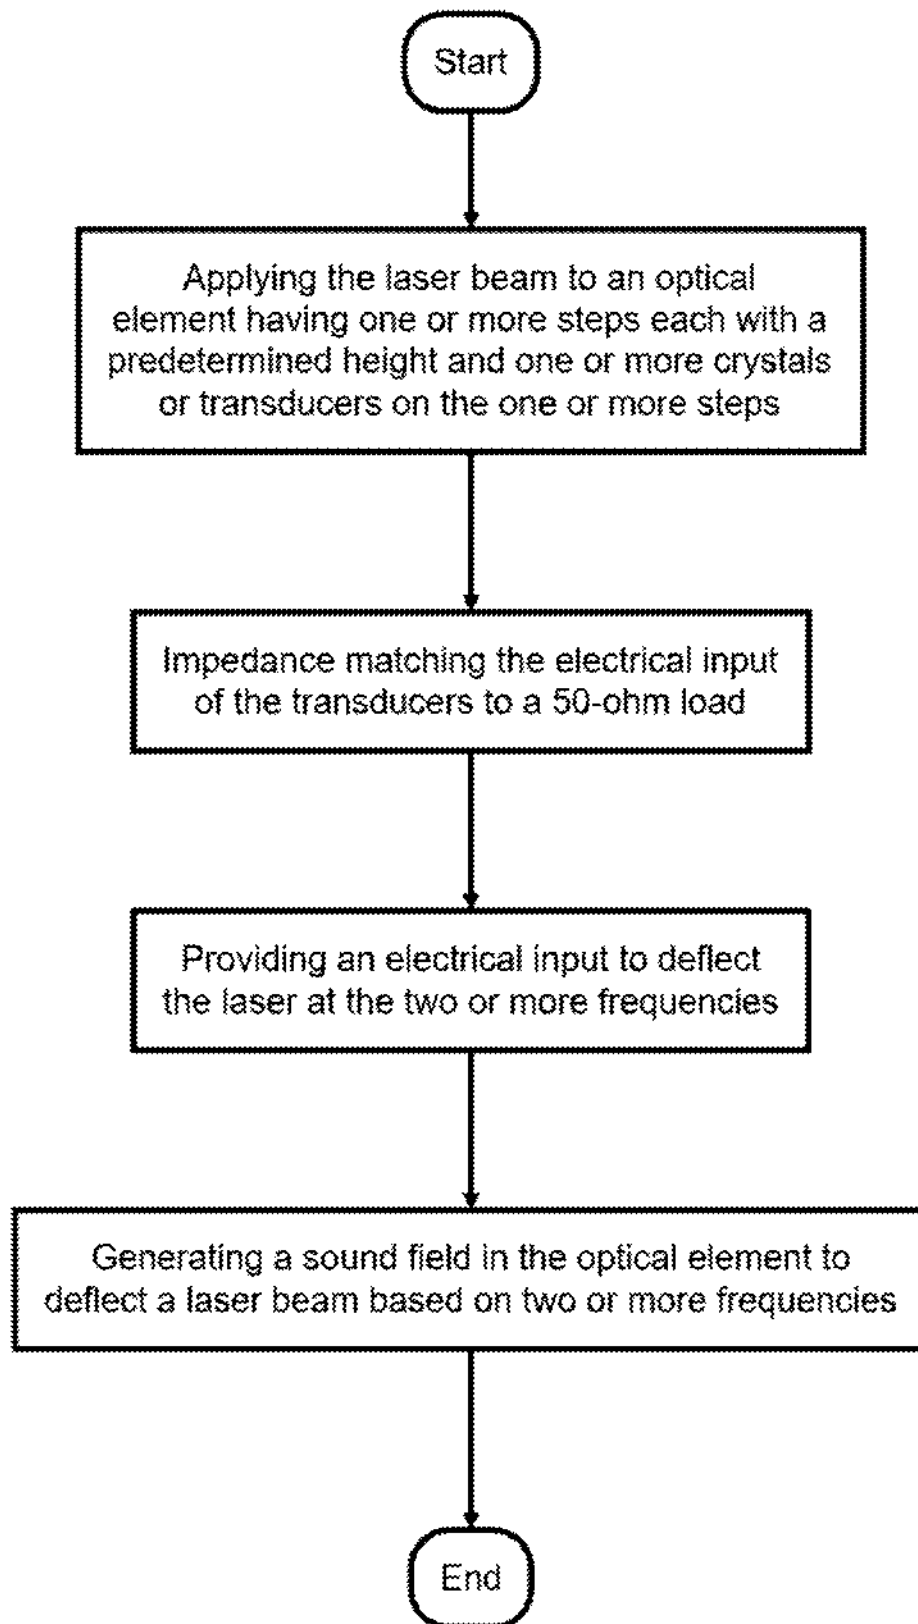 Start
Applying the laser beam to an optical
element having one or more steps each with a
predetermined height and one or more crystals
or transducers on the one or more steps
Impedance matching the electrical input
of the transducers to a 50-ohm load
Providing an electrical input to deflect
the laser at the two or more frequencies
Generating a sound field in the optical element to
deflect a laser beam based on two or more frequencies
End